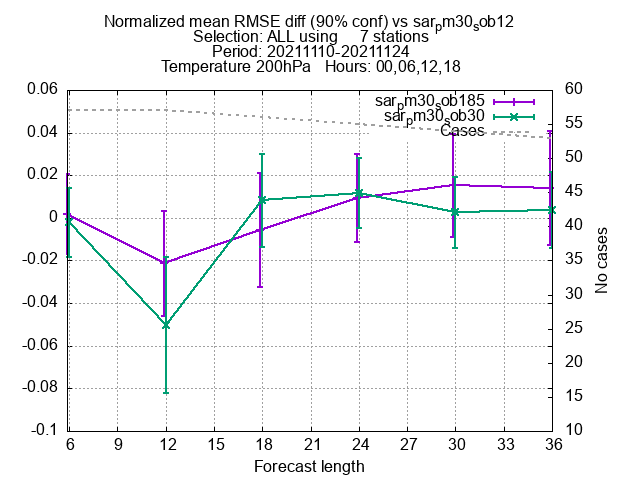 Normalized mean RMSE diff (90% conf) vs sarpm30sob12
Selection: ALL using     7 stations
Period: 20211110-20211124
Temperature 200hPa   Hours: 00,06,12,18
0.06
0.04
0.02
0
-0.02
-0.04
-0.06
-0.08
-0.1
60
55
50
45
40
35
30
25
20
15
10
No cases
sarpm30sob185
sarpm30sob30
Cases
6 9 12 15 18 21 24 27 30 33 36
Forecast length